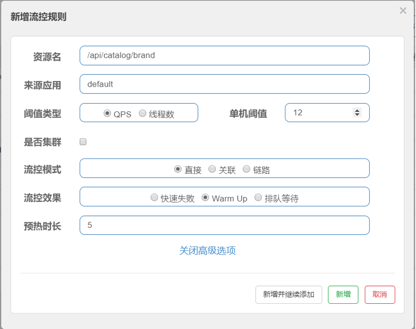 新增流控规则
资源名 /api/catalog/brand
来源应用 default
阈值类型 QPS 线程数 单机阈值 12
是否集群
流控模式 直接 关联 链路
流控效果 快速失败 Warm Up 排队等待
预热时长 5
关闭高级选项
新增并继续添加 新增 取消